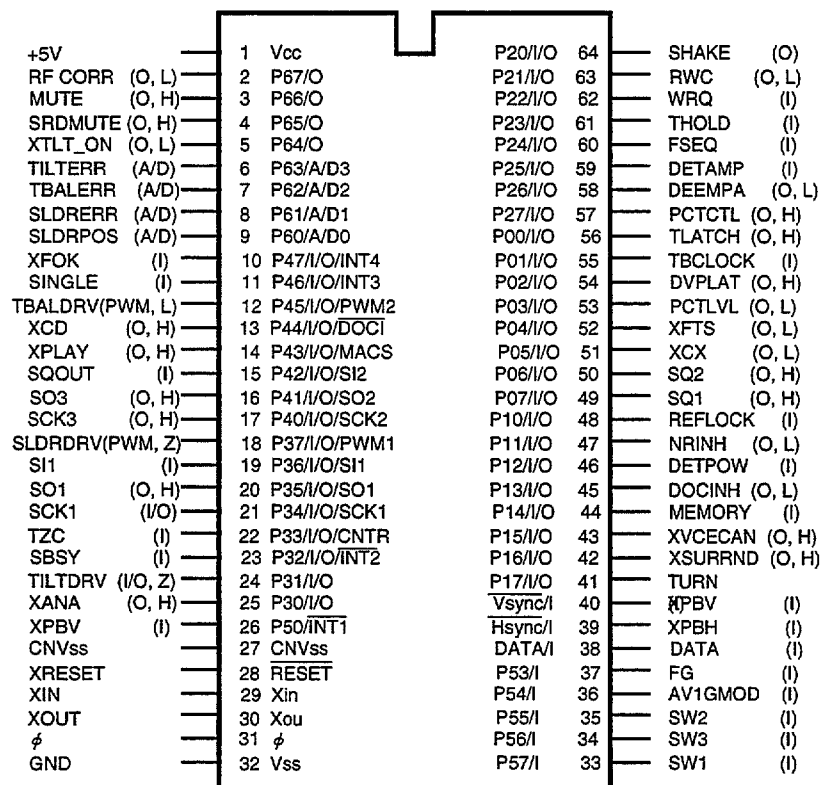 +5V 1 Vcc P20/I/O 64 SHAKE (O)
RF CORR (O, L) 2 P67/O P21/I/O 63 RWC (O, L)
MUTE (O, H) 3 P66/O P22/I/O 62 WRQ (I)
SRDMUTE (O, H) 4 P65/O P23/I/O 61 THOLD (I)
XTLT_ON (O, L) 5 P64/O P24/I/O 60 FSEQ (I)
TILTERR (A/D) 6 P63/A/D3 P25/I/O 59 DETAMP (I)
TBALERR (A/D) 7 P62/A/D2 P26/I/O 58 DEEMPA (O, L)
SLDRERR (A/D) 8 P61/A/D1 P27/I/O 57 PCTCTL (O, H)
SLDRPOS (A/D) 9 P60/A/D0 P00/I/O 56 TLATCH (O, H)
XFOK (I) 10 P47/I/O/INT4 P01/I/O 55 TBCLOCK (I)
SINGLE (I) 11 P46/I/O/INT3 P02/I/O 54 DVPLAT (O, H)
TBALDRV(PWM, L) 12 P45/I/O/PWM2 P03/I/O 53 PCTLVL (O, L)
XCD (O, H) 13 P44/I/O/DOCI P04/I/O 52 XFTS (O, L)
XPLAY (O, H) 14 P43/I/O/MACS P05/I/O 51 XCX (O, L)
SQOUT (I) 15 P42/I/O/SI2 P06/I/O 50 SQ2 (O, H)
SO3 (O, H) 16 P41/I/O/SO2 P07/I/O 49 SQ1 (O, H)
SCK3 (O, H) 17 P40/I/O/SCK2 P10/I/O 48 REFLOCK (I)
SLDRDRV(PWM, Z) 18 P37/I/O/PWM1 P11/I/O 47 NRINH (O, L)
SI1 (I) 19 P36/I/O/SI1 P12/I/O 46 DETPOW (I)
SO1 (O, H) 20 P35/I/O/SO1 P13/I/O 45 DOCINH (O, L)
SCK1 (I/O) 21 P34/I/O/SCK1 P14/I/O 44 MEMORY (I)
TZC (I) 22 P33/I/O/CNTR P15/I/O 43 XVCECAN (O, H)
SBSY (I) 23 P32/I/O/INT2 P16/I/O 42 XSURRND (O, H)
TILTDRV (I/O, Z) 24 P31/I/O P17/I/O 41 TURN
XANA (O, H) 25 P30/I/O Vsync/I 40 XPBV (I)
XPBV (I) 26 P50/INT1 Hsync/I 39 XPBH (I)
CNVss 27 CNVss DATA/I 38 DATA (I)
XRESET 28 RESET P53/I 37 FG (I)
XIN 29 Xin P54/I 36 AV1GMOD (I)
XOUT 30 Xou P55/I 35 SW2 (I)
ϕ 31 ϕ P56/I 34 SW3 (I)
GND 32 Vss P57/I 33 SW1 (I)